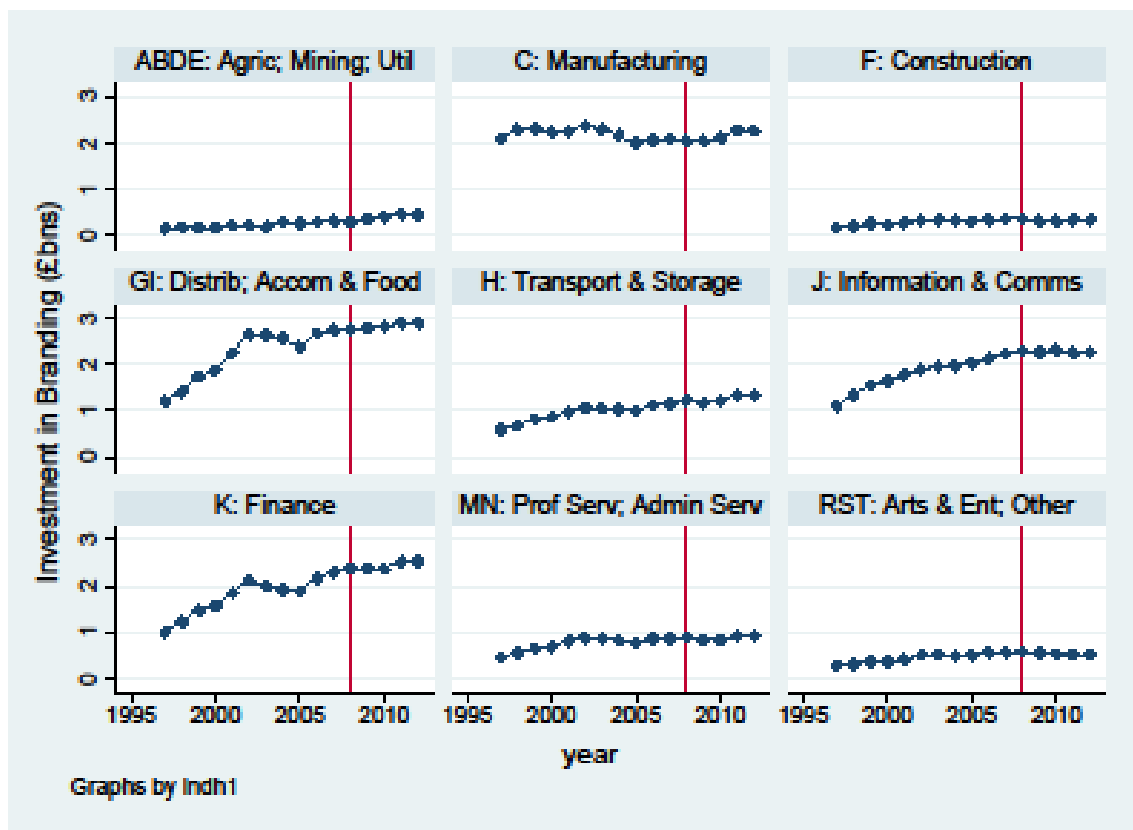 ABDE: Agric; Mining; Util
C: Manufacturing
F: Construction
3
2
1
0
GI: Distrib; Accom & Food
H: Transport & Storage
J: Information & Comms
3
2
1
0
Investment in Branding (£bns)
K: Finance
MN: Prof Serv; Admin Serv
RST: Arts & Ent; Other
3
2
1
0
1995 2000 2005 2010 1995 2000 2005 2010 1995 2000 2005 2010
year
Graphs by indh1